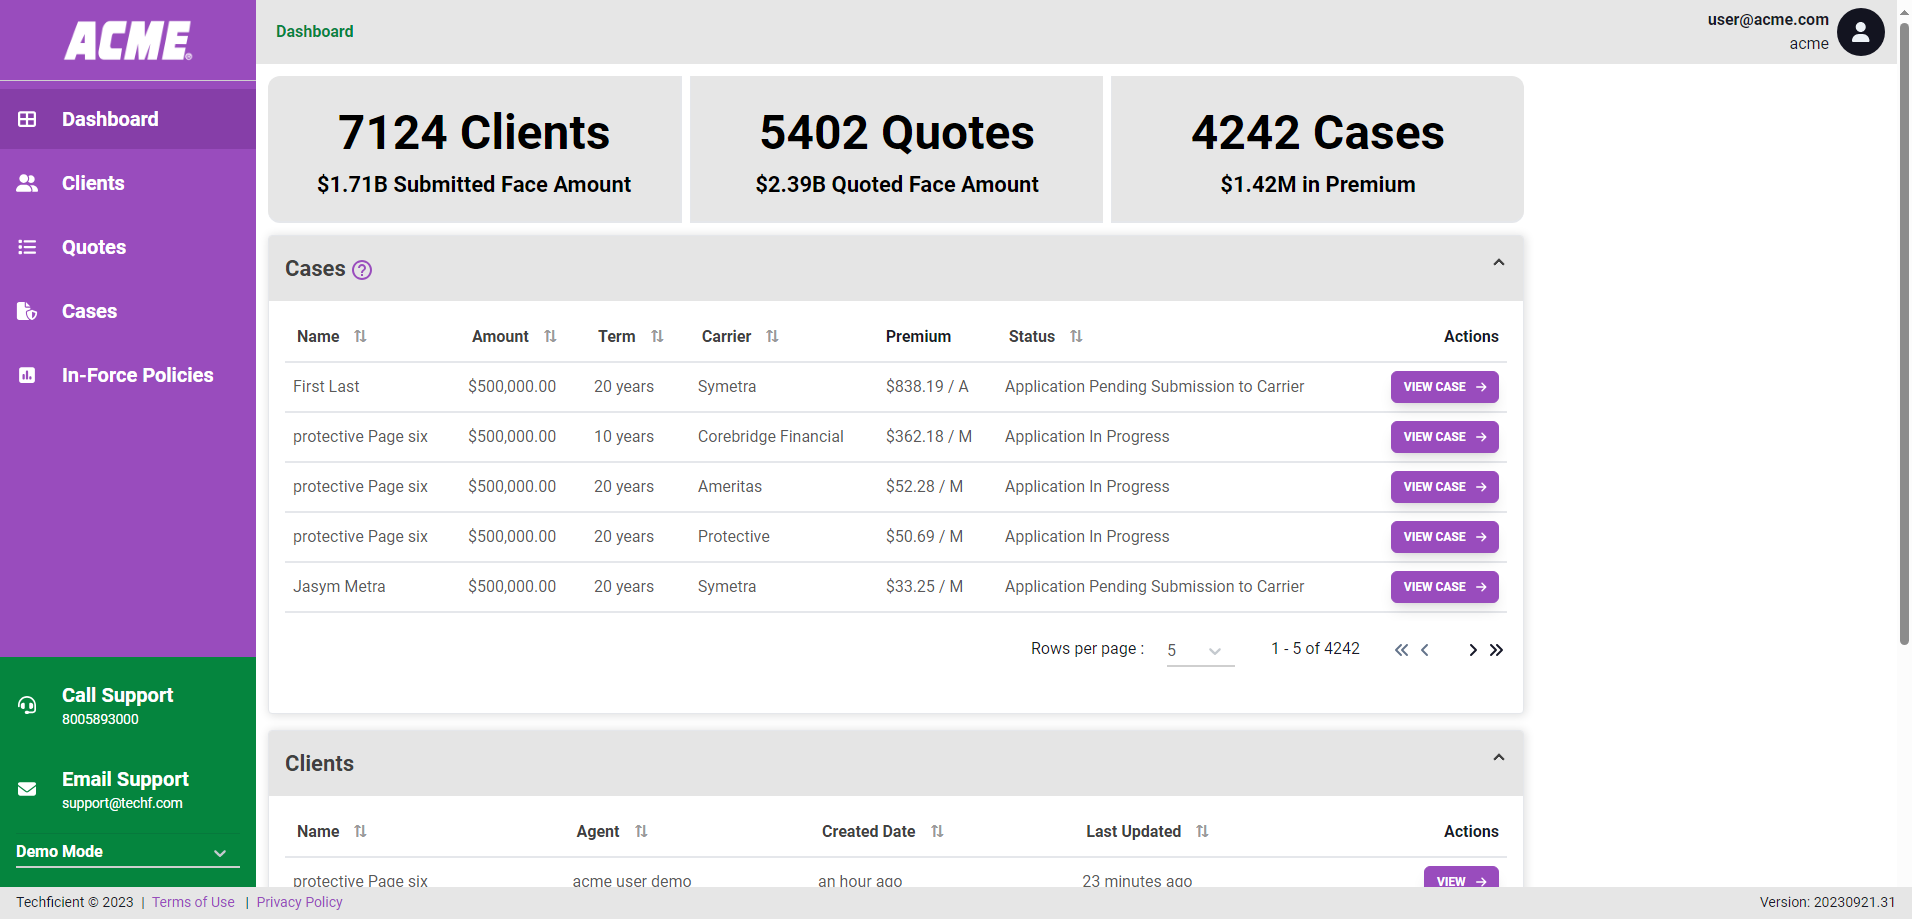 ACME
Dashboard
Clients
Quotes
Cases
In-Force Policies
Call Support
8005893000
Email Support
support@techf.com
Demo Mode
Dashboard
user@acme.com
acme
7124 Clients
$1.71B Submitted Face Amount
5402 Quotes
$2.39B Quoted Face Amount
4242 Cases
$1.42M in Premium
Cases ?
Name Amount Term Carrier Premium Status Actions
First Last $500,000.00 20 years Symetra $838.19 / A Application Pending Submission to Carrier VIEW CASE
protective Page six $500,000.00 10 years Corebridge Financial $362.18 / M Application In Progress VIEW CASE
protective Page six $500,000.00 20 years Ameritas $52.28 / M Application In Progress VIEW CASE
protective Page six $500,000.00 20 years Protective $50.69 / M Application In Progress VIEW CASE
Jasym Metra $500,000.00 20 years Symetra $33.25 / M Application Pending Submission to Carrier VIEW CASE
Rows per page : 5 1 - 5 of 4242
Clients
Name Agent Created Date Last Updated Actions
protective Page six acme user demo an hour ago 23 minutes ago VIEW
Techficient © 2023 | Terms of Use | Privacy Policy
Version: 20230921.31